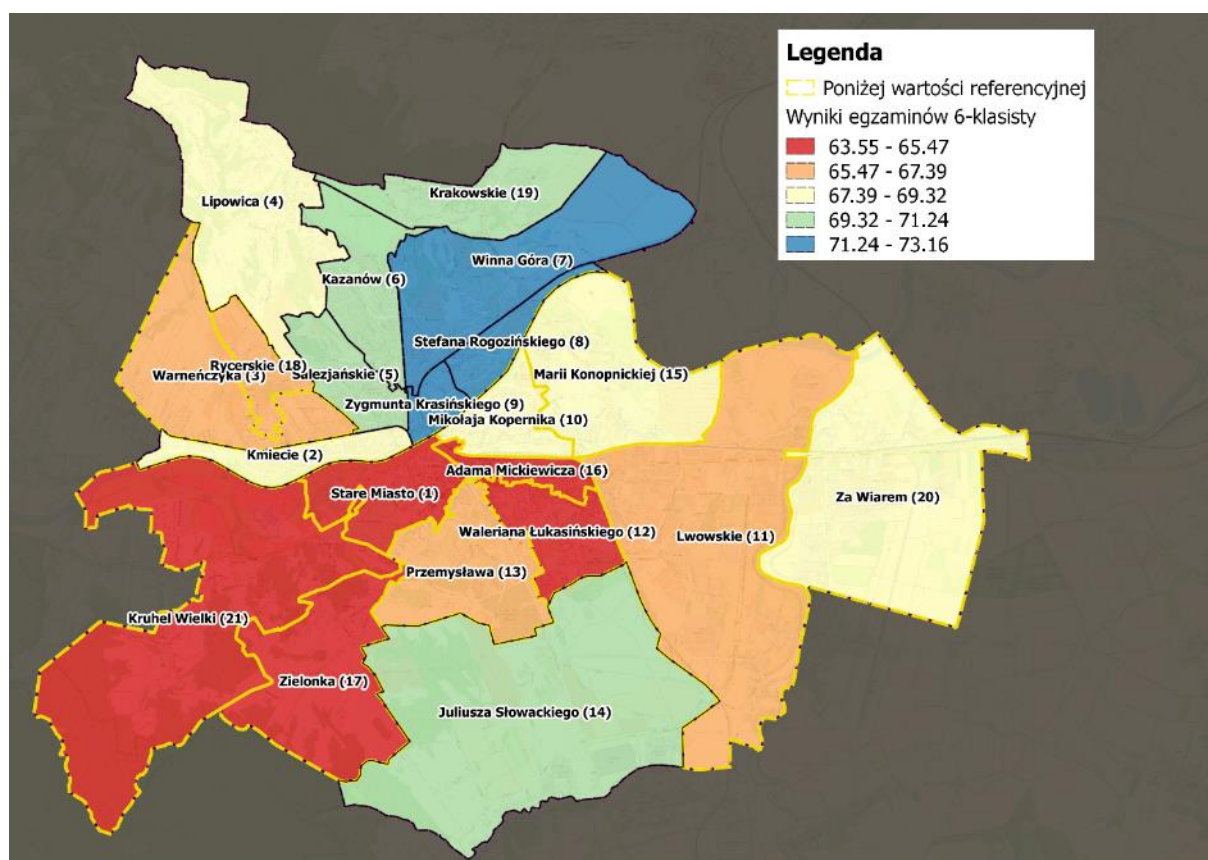 Legenda
Poniżej wartości referencyjnej
Wyniki egzaminów 6-klasisty
63.55 - 65.47
65.47 - 67.39
67.39 - 69.32
69.32 - 71.24
71.24 - 73.16
Krakowskie (19)
Lipowica (4)
Winna Góra (7)
Kazanów (6)
Stefana Rogozińskiego (8)
Rycerskie (18)
Warneńczyka (3)
Salezjańskie (5)
Marii Konopnickiej (15)
Zygmunta Krasińskiego (9)
Mikołaja Kopernika (10)
Kmiecie (2)
Adama Mickiewicza (16)
Stare Miasto (1)
Za Wiarem (20)
Waleriana Łukasińskiego (12)
Lwowskie (11)
Przemysława (13)
Kruhel Wielki (21)
Zielonka (17)
Juliusza Słowackiego (14)